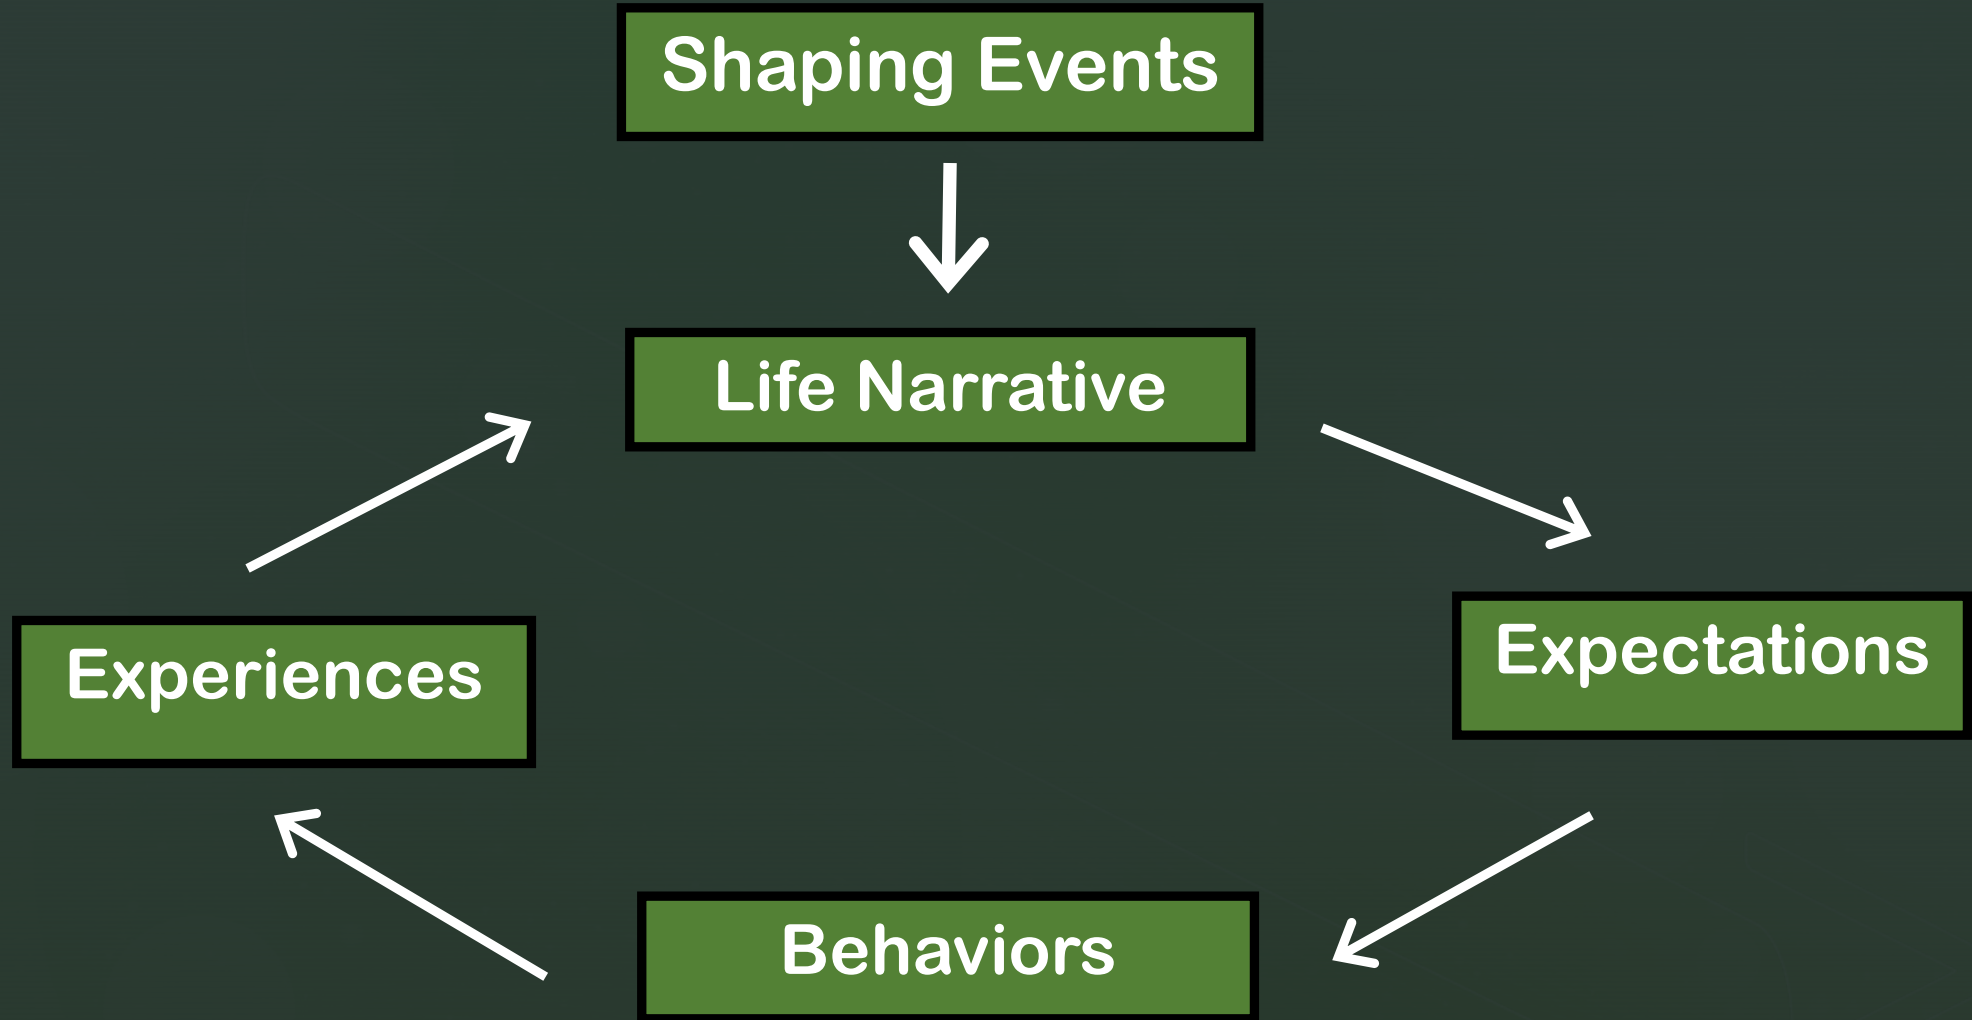 Shaping Events
Life Narrative
Experiences
Expectations
Behaviors